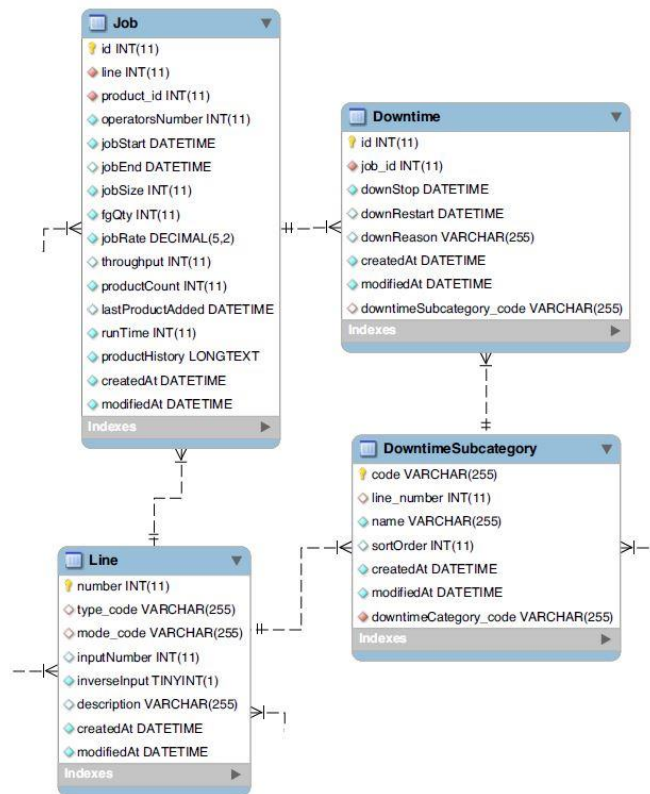 Job
id INT(11)
line INT(11)
product_id INT(11)
operatorsNumber INT(11)
jobStart DATETIME
jobEnd DATETIME
jobSize INT(11)
fgQty INT(11)
jobRate DECIMAL(5,2)
throughput INT(11)
productCount INT(11)
lastProductAdded DATETIME
runTime INT(11)
productHistory LONGTEXT
createdAt DATETIME
modifiedAt DATETIME
Indexes
Downtime
id INT(11)
job_id INT(11)
downStop DATETIME
downRestart DATETIME
downReason VARCHAR(255)
createdAt DATETIME
modifiedAt DATETIME
downtimeSubcategory_code VARCHAR(255)
Indexes
DowntimeSubcategory
code VARCHAR(255)
line_number INT(11)
name VARCHAR(255)
sortOrder INT(11)
createdAt DATETIME
modifiedAt DATETIME
downtimeCategory_code VARCHAR(255)
Indexes
Line
number INT(11)
type_code VARCHAR(255)
mode_code VARCHAR(255)
inputNumber INT(11)
inverseInput TINYINT(1)
description VARCHAR(255)
createdAt DATETIME
modifiedAt DATETIME
Indexes